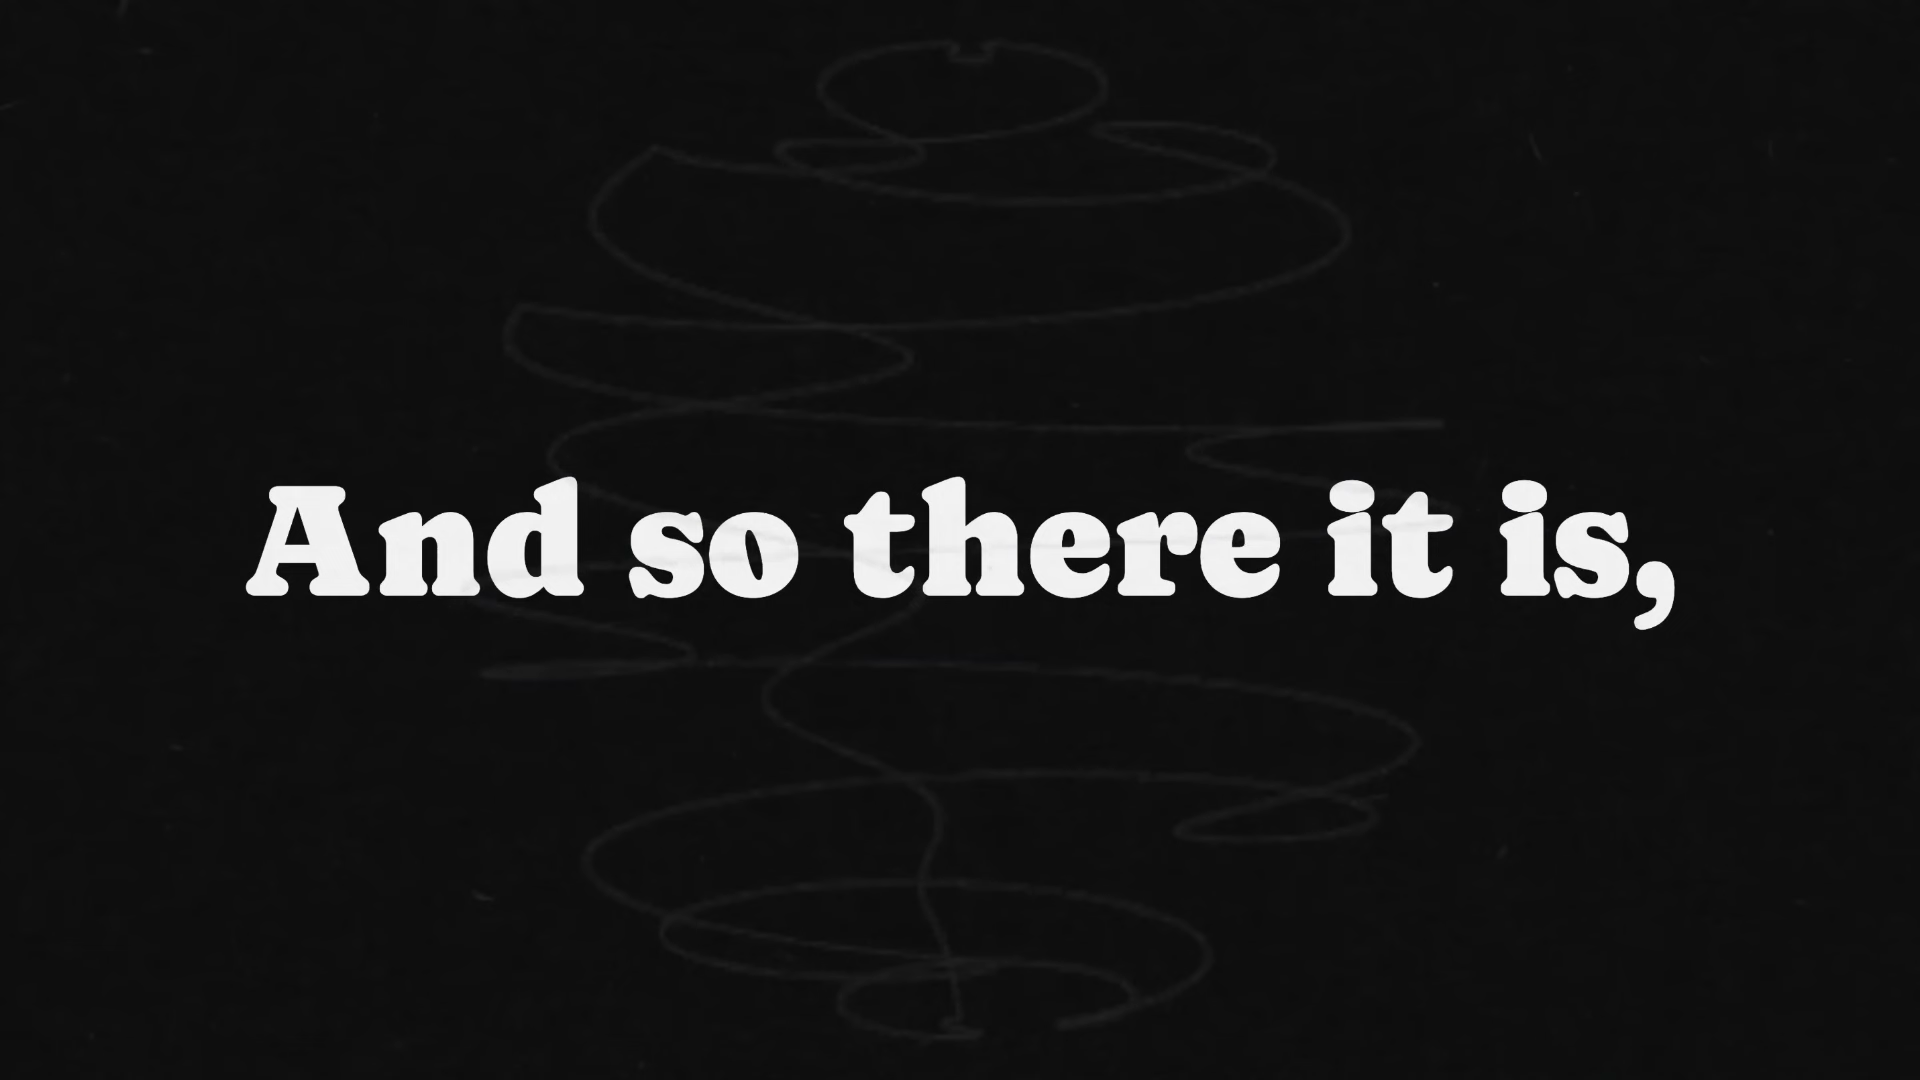 And so there it is,